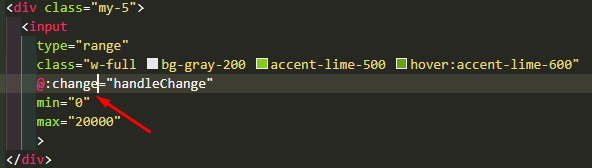 <div class="my-5">
<input
type="range"
class="w-full bg-gray-200 accent-lime-500 hover:accent-lime-600"
@:change="handleChange"
min="0"
max="20000"
>
</div>